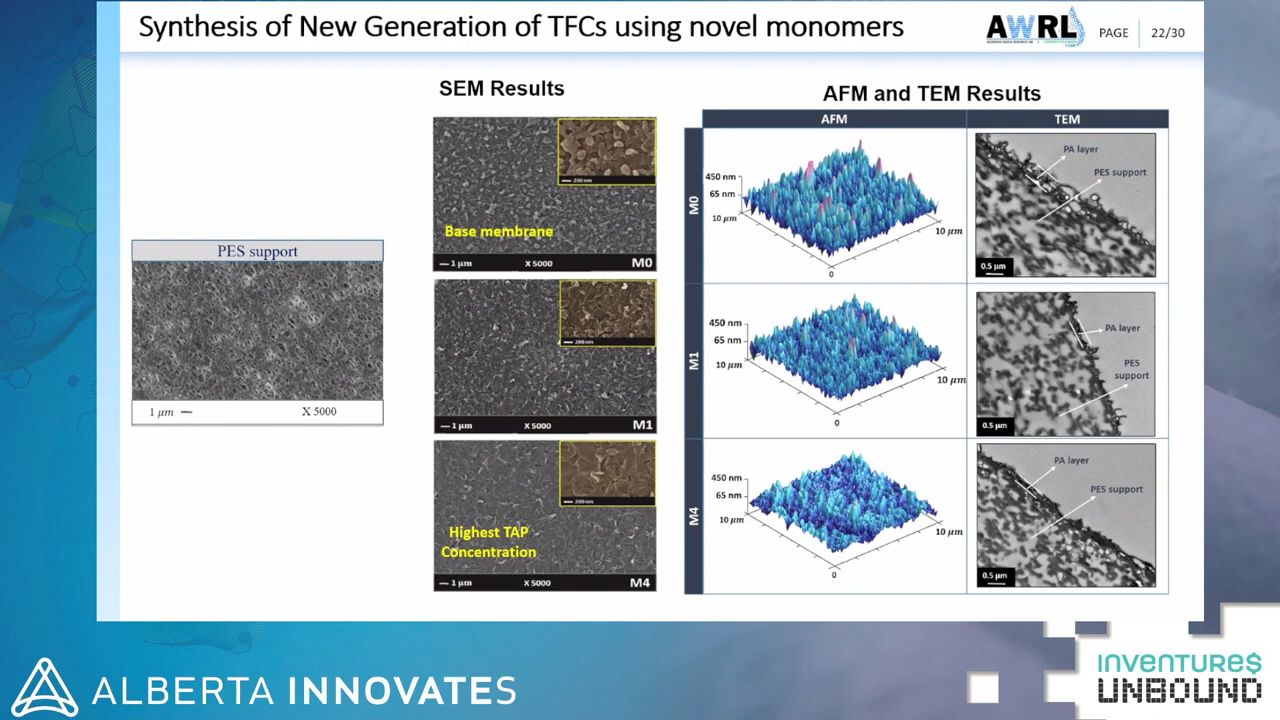 Synthesis of New Generation of TFCs using novel monomers
AWRL
PAGE
22/30
SEM Results
AFM and TEM Results
PES support
1 µm
X 5000
200 nm
Base membrane
1 µm
X 5000
M0
200nm
1 µm
X 5000
M1
200nm
Highest TAP
Concentration
1 µm
X 5000
M4
AFM
TEM
M0
450 nm
65 nm
10 µm
10 µm
0
PA layer
PES support
0.5 µm
M1
450 nm
65 nm
10 µm
10 µm
0
PA layer
PES
support
0.5 µm
M4
450 nm
65 nm
10 µm
10 µm
0
PA layer
PES support
0.5 µm
ALBERTA INNOVATES
INVENTURE$
UNBOUND